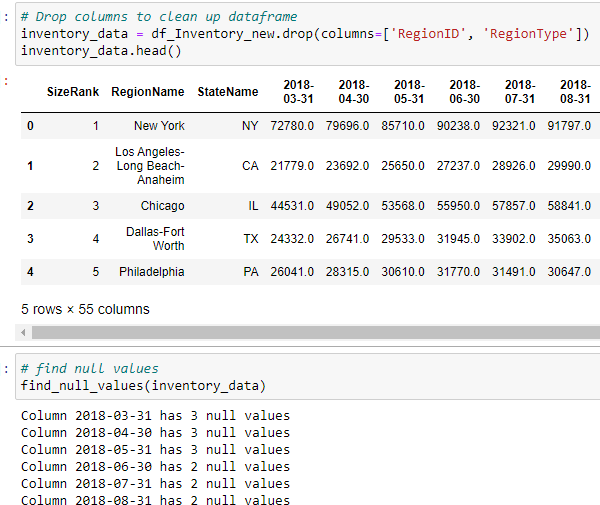 : # Drop columns to clean up dataframe
inventory_data = df_Inventory_new.drop(columns=['RegionID', 'RegionType'])
inventory_data.head()
:
SizeRank RegionName StateName 2018-03-31 2018-04-30 2018-05-31 2018-06-30 2018-07-31 2018-08-31
0 1 New York NY 72780.0 79696.0 85710.0 90238.0 92321.0 91797.0
1 2 Los Angeles-Long Beach-Anaheim CA 21779.0 23692.0 25650.0 27237.0 28926.0 29990.0
2 3 Chicago IL 44531.0 49052.0 53568.0 55950.0 57857.0 58841.0
3 4 Dallas-Fort Worth TX 24332.0 26741.0 29533.0 31945.0 33902.0 35063.0
4 5 Philadelphia PA 26041.0 28315.0 30610.0 31770.0 31491.0 30647.0
5 rows × 55 columns
: # find null values
find_null_values(inventory_data)
Column 2018-03-31 has 3 null values
Column 2018-04-30 has 3 null values
Column 2018-05-31 has 3 null values
Column 2018-06-30 has 2 null values
Column 2018-07-31 has 2 null values
Column 2018-08-31 has 2 null values